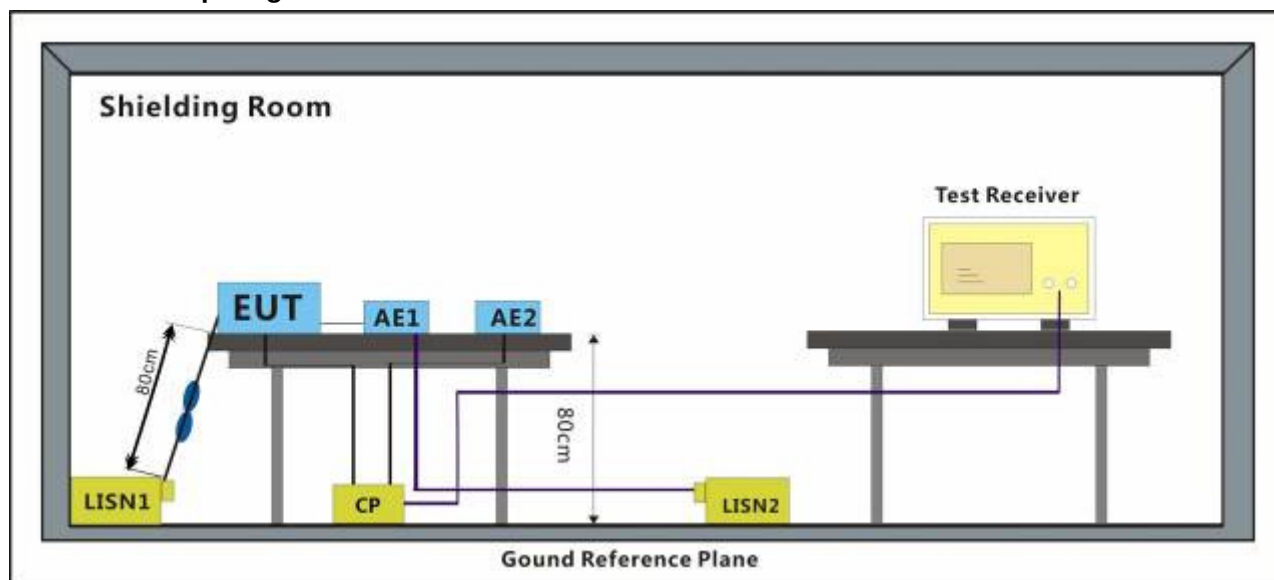 Shielding Room
Test Receiver
EUT
AE1
AE2
80cm
80cm
LISN1
CP
LISN2
Gound Reference Plane